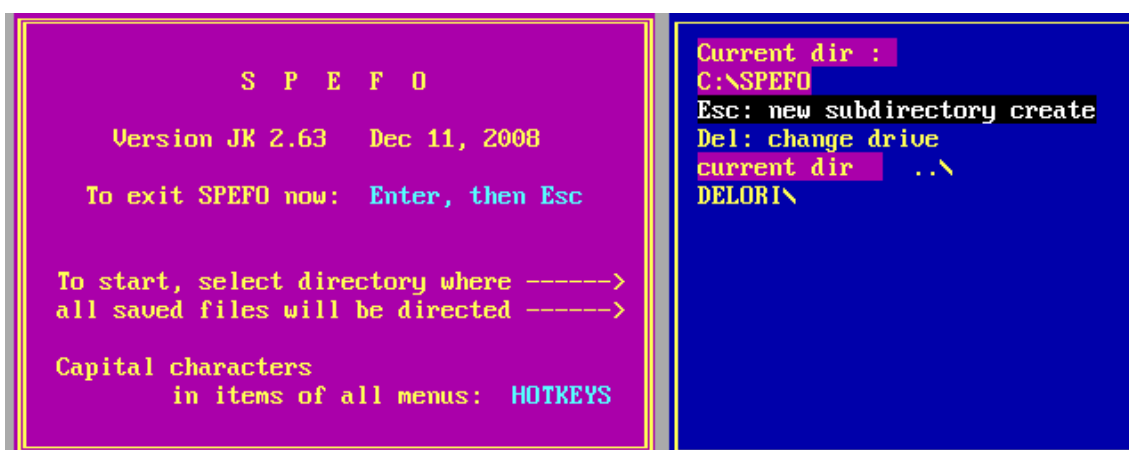 S P E F O
Version JK 2.63 Dec 11, 2008
To exit SPEFO now: Enter, then Esc
To start, select directory where ------>
all saved files will be directed ------>
Capital characters
in items of all menus: HOTKEYS
Current dir :
C:\SPEFO
Esc: new subdirectory create
Del: change drive
current dir ..\
DELORI\